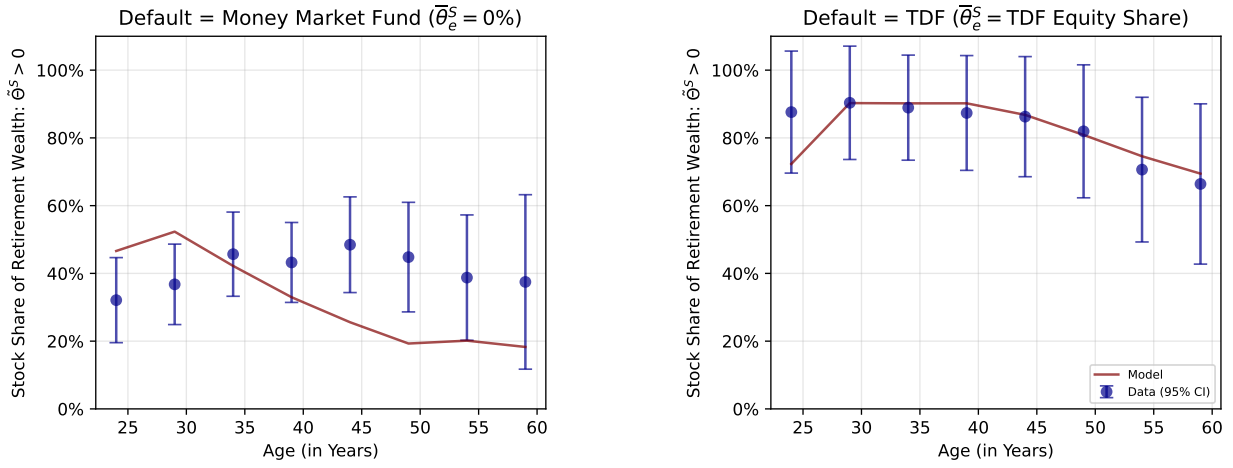 Default = Money Market Fund (θ̅ₑˢ = 0%)
Stock Share of Retirement Wealth: Θ̃ˢ > 0
100%
80%
60%
40%
20%
0%
25 30 35 40 45 50 55 60
Age (in Years)
Default = TDF (θ̅ₑˢ = TDF Equity Share)
Stock Share of Retirement Wealth: Θ̃ˢ > 0
100%
80%
60%
40%
20%
0%
Model
Data (95% CI)
25 30 35 40 45 50 55 60
Age (in Years)